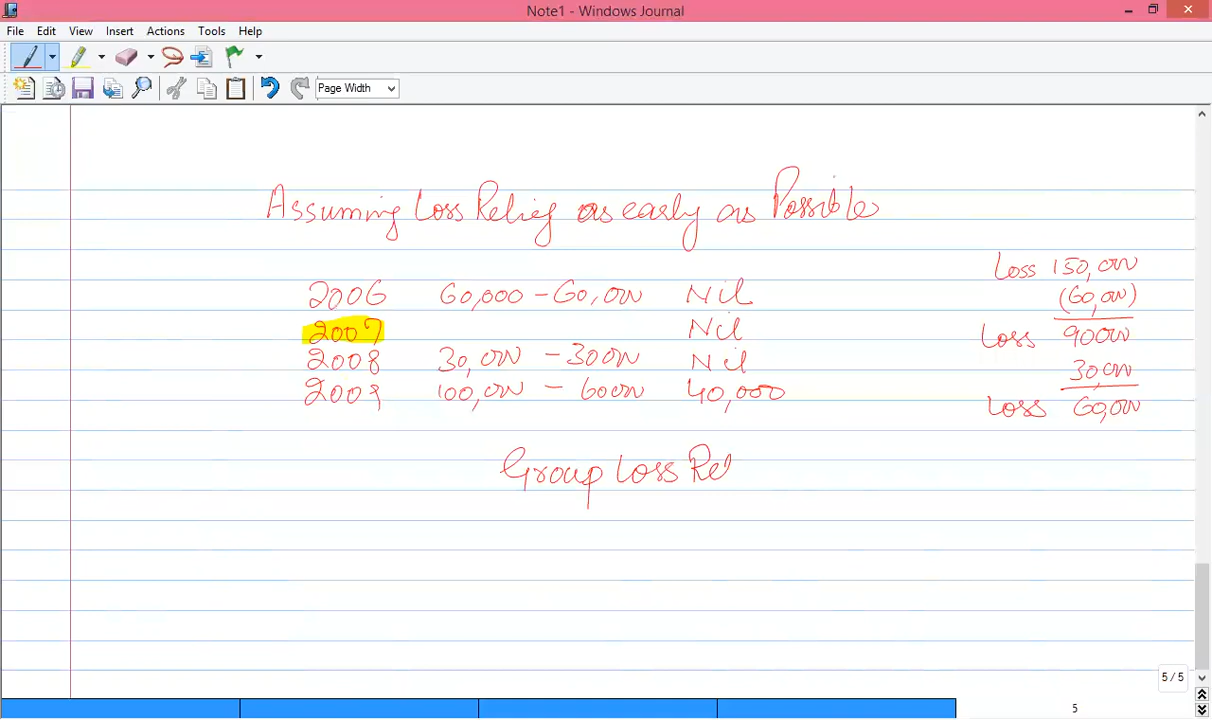 Note1 - Windows Journal
File Edit View Insert Actions Tools Help
Page Width
Assuming Loss Relief as early as Possible
Loss 150,000
2006 60,000 - 60,000 Nil (60,000)
2007 Nil Loss 90000
2008 30,000 - 30000 Nil 30,000
2009 100,000 - 60000 40,000 Loss 60,000
Group Loss Rel
5 / 5
5